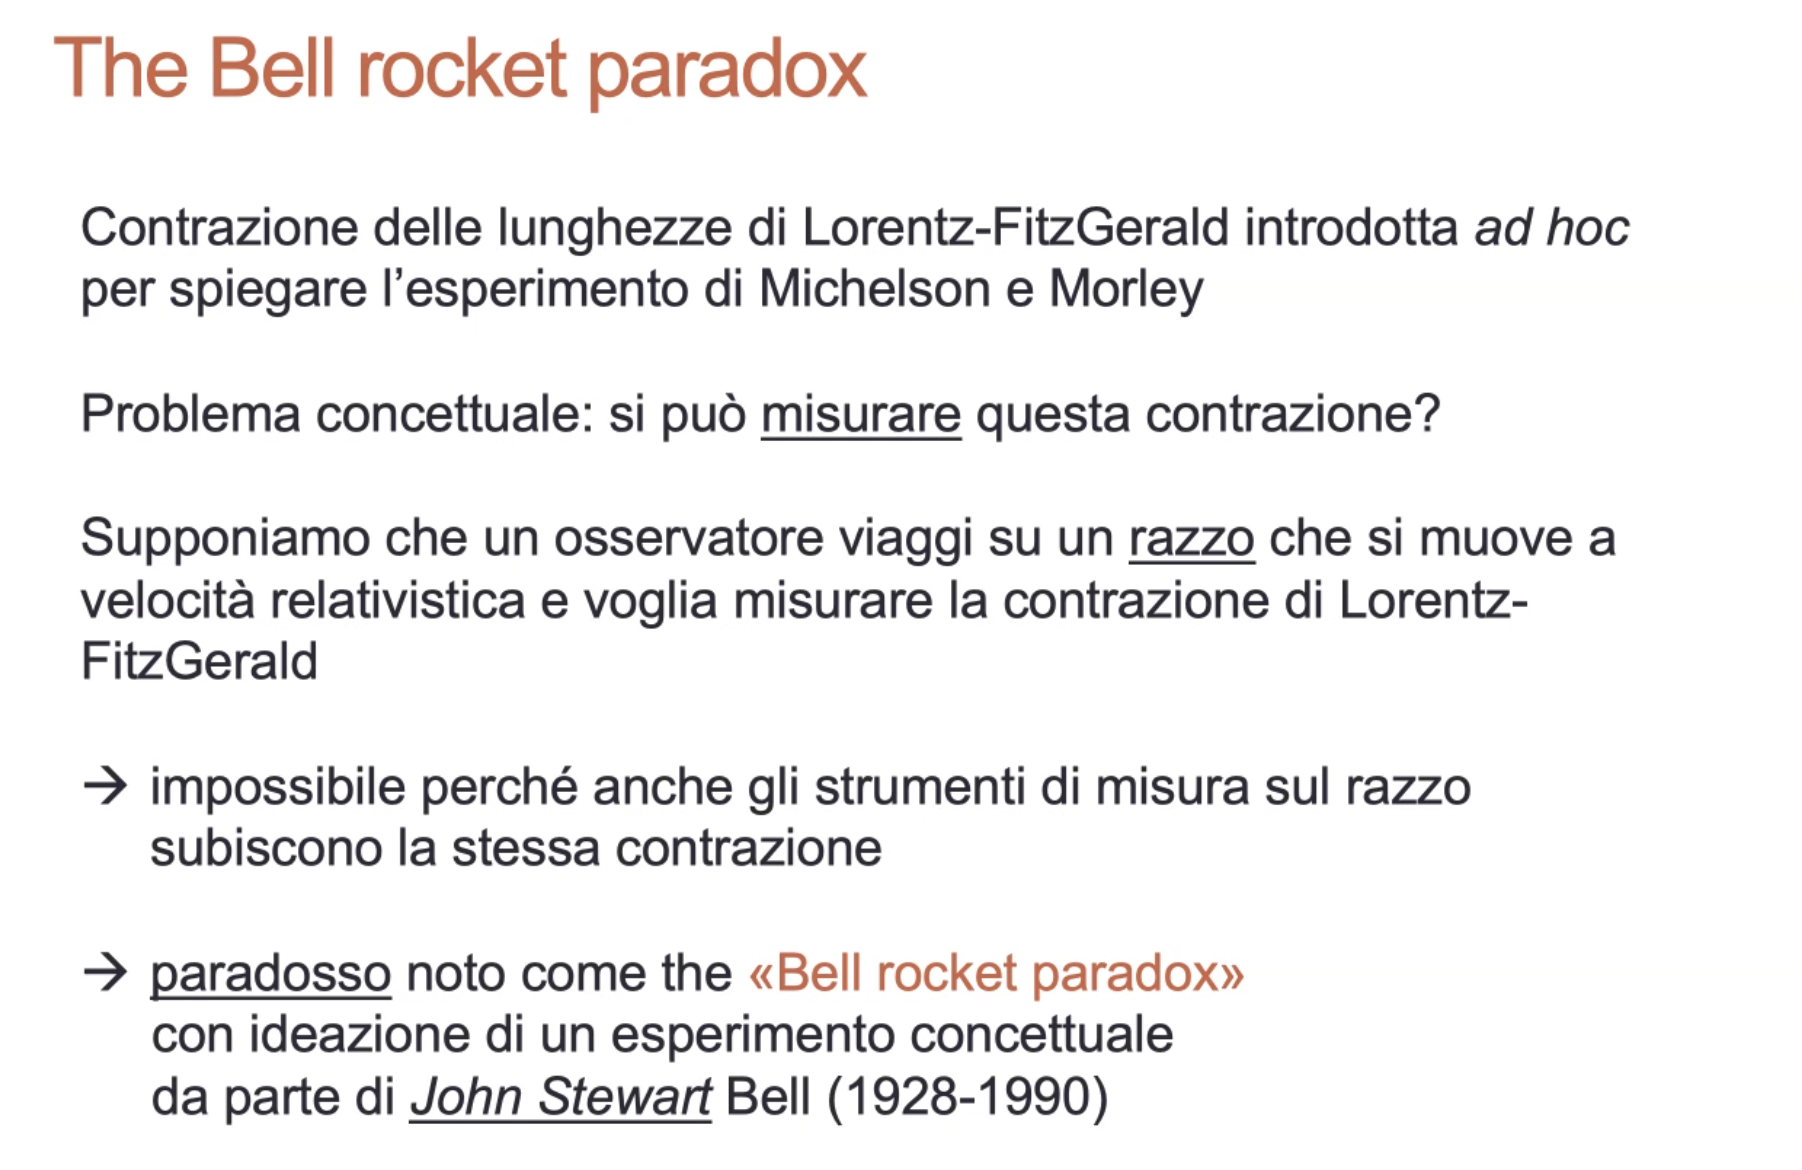 The Bell rocket paradox
Contrazione delle lunghezze di Lorentz-FitzGerald introdotta ad hoc
per spiegare l’esperimento di Michelson e Morley
Problema concettuale: si può misurare questa contrazione?
Supponiamo che un osservatore viaggi su un razzo che si muove a
velocità relativistica e voglia misurare la contrazione di Lorentz-
FitzGerald
→ impossibile perché anche gli strumenti di misura sul razzo
subiscono la stessa contrazione
→ paradosso noto come the «Bell rocket paradox»
con ideazione di un esperimento concettuale
da parte di John Stewart Bell (1928-1990)